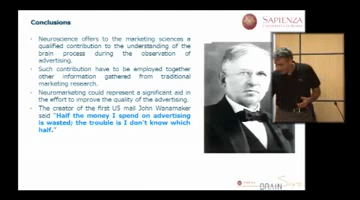 Conclusions
SAPIENZA
Neuroscience offers to the marketing sciences a
qualified contribution to the understanding of the
brain process during the observation of
advertising.
Such contribution have to be employed together
other information gathered from traditional
marketing research.
Neuromarketing could represent a significant aid in
the effort to improve the quality of the advertising.
The creator of the first US mail John Wanamaker
said "Half the money I spend on advertising
is wasted; the trouble is I don't know which
half."
BRAIN